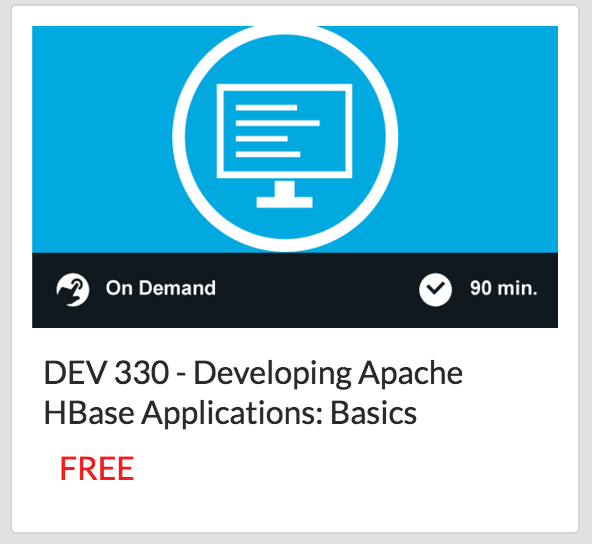 On Demand
90 min.
DEV 330 - Developing Apache
HBase Applications: Basics
FREE